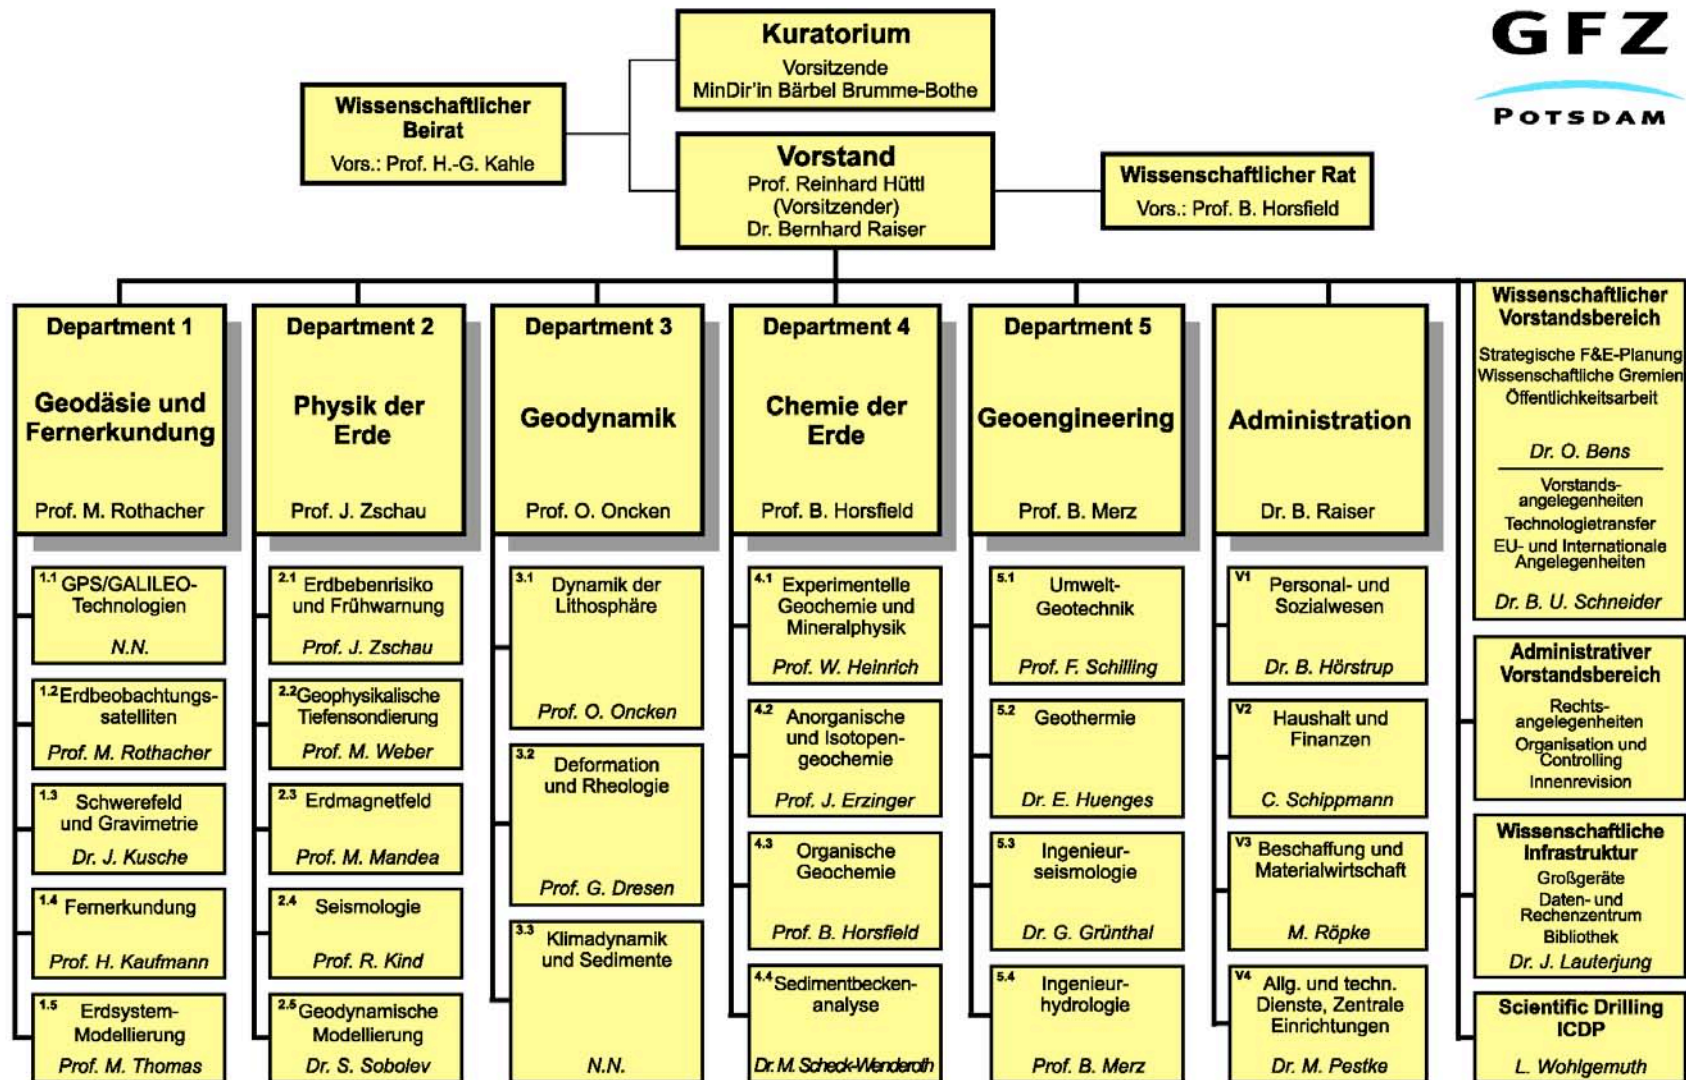 GFZ
POTSDAM
Kuratorium
Vorsitzende
MinDir'in Bärbel Brumme-Bothe
Wissenschaftlicher
Beirat
Vors.: Prof. H.-G. Kahle
Vorstand
Prof. Reinhard Hüttl
(Vorsitzender)
Dr. Bernhard Raiser
Wissenschaftlicher Rat
Vors.: Prof. B. Horsfield
Department 1
Geodäsie und
Fernerkundung
Prof. M. Rothacher
1.1 GPS/GALILEO-
Technologien
N.N.
1.2 Erdbeobachtungs-
satelliten
Prof. M. Rothacher
1.3 Schwerefeld
und Gravimetrie
Dr. J. Kusche
1.4 Fernerkundung
Prof. H. Kaufmann
1.5 Erdsystem-
Modellierung
Prof. M. Thomas
Department 2
Physik der
Erde
Prof. J. Zschau
2.1 Erdbebenrisiko
und Frühwarnung
Prof. J. Zschau
2.2 Geophysikalische
Tiefensondierung
Prof. M. Weber
2.3 Erdmagnetfeld
Prof. M. Mandea
2.4 Seismologie
Prof. R. Kind
2.5 Geodynamische
Modellierung
Dr. S. Sobolev
Department 3
Geodynamik
Prof. O. Oncken
3.1 Dynamik der
Lithosphäre
Prof. O. Oncken
3.2 Deformation
und Rheologie
Prof. G. Dresen
3.3 Klimadynamik
und Sedimente
N.N.
Department 4
Chemie der
Erde
Prof. B. Horsfield
4.1 Experimentelle
Geochemie und
Mineralphysik
Prof. W. Heinrich
4.2 Anorganische
und Isotopen-
geochemie
Prof. J. Erzinger
4.3 Organische
Geochemie
Prof. B. Horsfield
4.4 Sedimentbecken-
analyse
Dr. M. Scheck-Wenderoth
Department 5
Geoengineering
Prof. B. Merz
5.1 Umwelt-
Geotechnik
Prof. F. Schilling
5.2 Geothermie
Dr. E. Huenges
5.3 Ingenieur-
seismologie
Dr. G. Grünthal
5.4 Ingenieur-
hydrologie
Prof. B. Merz
Administration
Dr. B. Raiser
V1 Personal- und
Sozialwesen
Dr. B. Hörstrup
V2 Haushalt und
Finanzen
C. Schippmann
V3 Beschaffung und
Materialwirtschaft
M. Röpke
V4 Allg. und techn.
Dienste, Zentrale
Einrichtungen
Dr. M. Pestke
Wissenschaftlicher
Vorstandsbereich
Strategische F&E-Planung
Wissenschaftliche Gremien
Öffentlichkeitsarbeit
Dr. O. Bens
Vorstands-
angelegenheiten
Technologietransfer
EU- und Internationale
Angelegenheiten
Dr. B. U. Schneider
Administrativer
Vorstandsbereich
Rechts-
angelegenheiten
Organisation und
Controlling
Innenrevision
Wissenschaftliche
Infrastruktur
Großgeräte
Daten- und
Rechenzentrum
Bibliothek
Dr. J. Lauterjung
Scientific Drilling
ICDP
L. Wohlgemuth